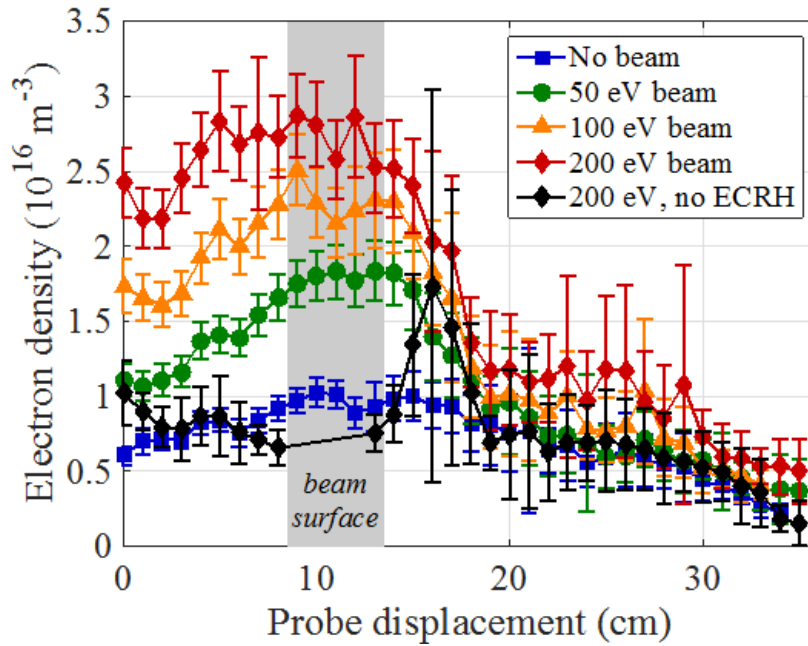 3.5
3
2.5
2
1.5
1
0.5
0
Electron density (10^16 m^−3)
No beam
50 eV beam
100 eV beam
200 eV beam
200 eV, no ECRH
beam
surface
0
10
20
30
Probe displacement (cm)